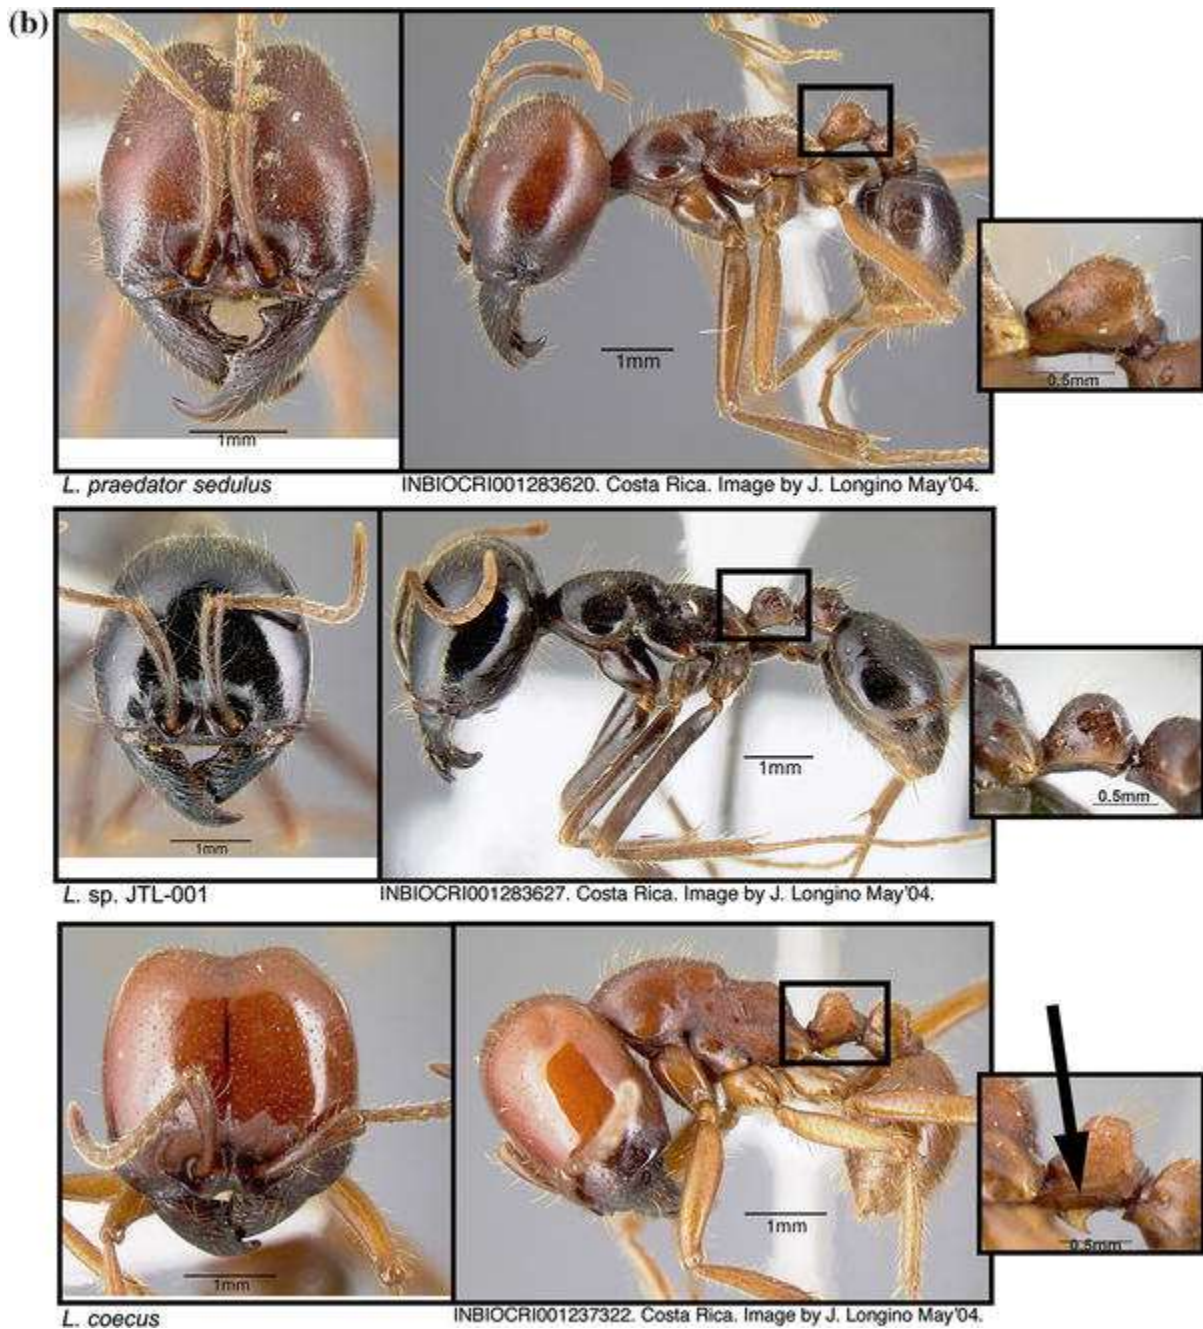 (b)
1mm
1mm
0.5mm
L. praedator sedulus
INBIOCRI001283620. Costa Rica. Image by J. Longino May'04.
1mm
1mm
0.5mm
L. sp. JTL-001
INBIOCRI001283627. Costa Rica. Image by J. Longino May'04.
1mm
1mm
0.5mm
L. coecus
INBIOCRI001237322. Costa Rica. Image by J. Longino May'04.